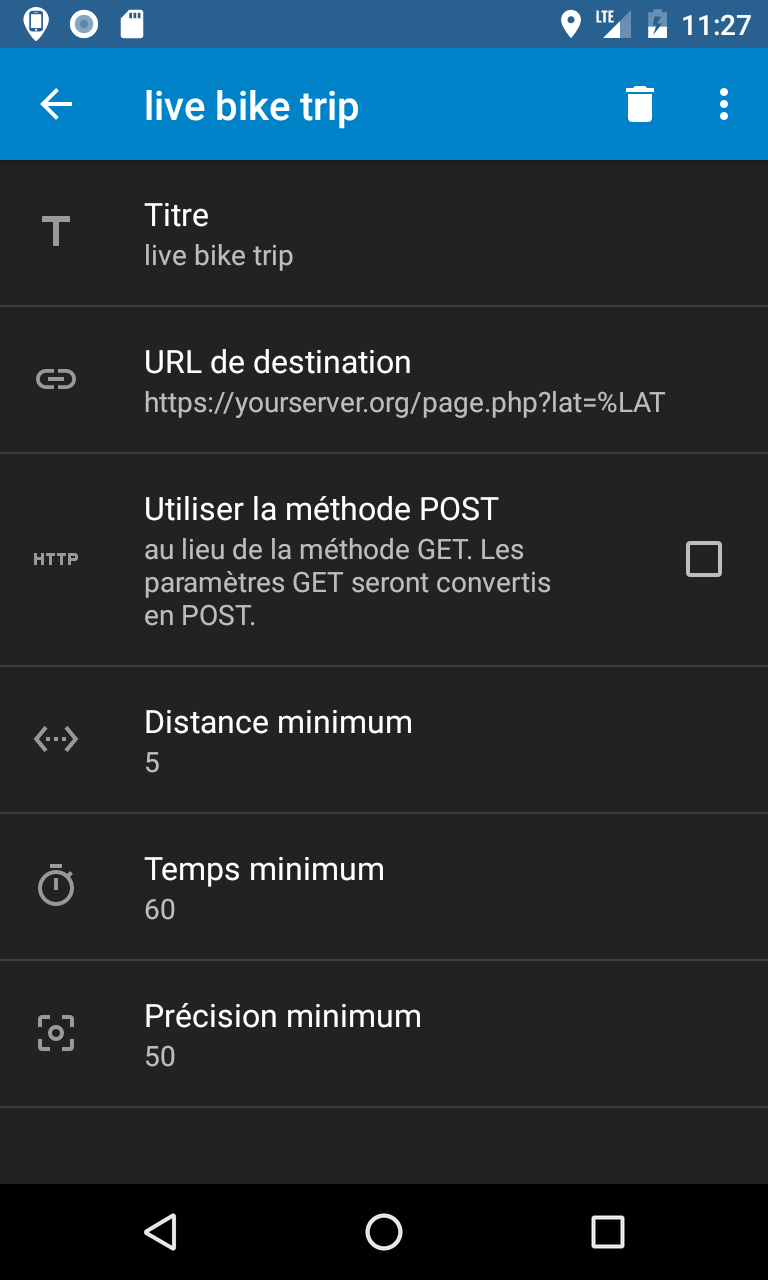 LTE 11:27
live bike trip
Titre
live bike trip
URL de destination
https://yourserver.org/page.php?lat=%LAT
Utiliser la méthode POST
au lieu de la méthode GET. Les
paramètres GET seront convertis
en POST.
HTTP
Distance minimum
5
Temps minimum
60
Précision minimum
50